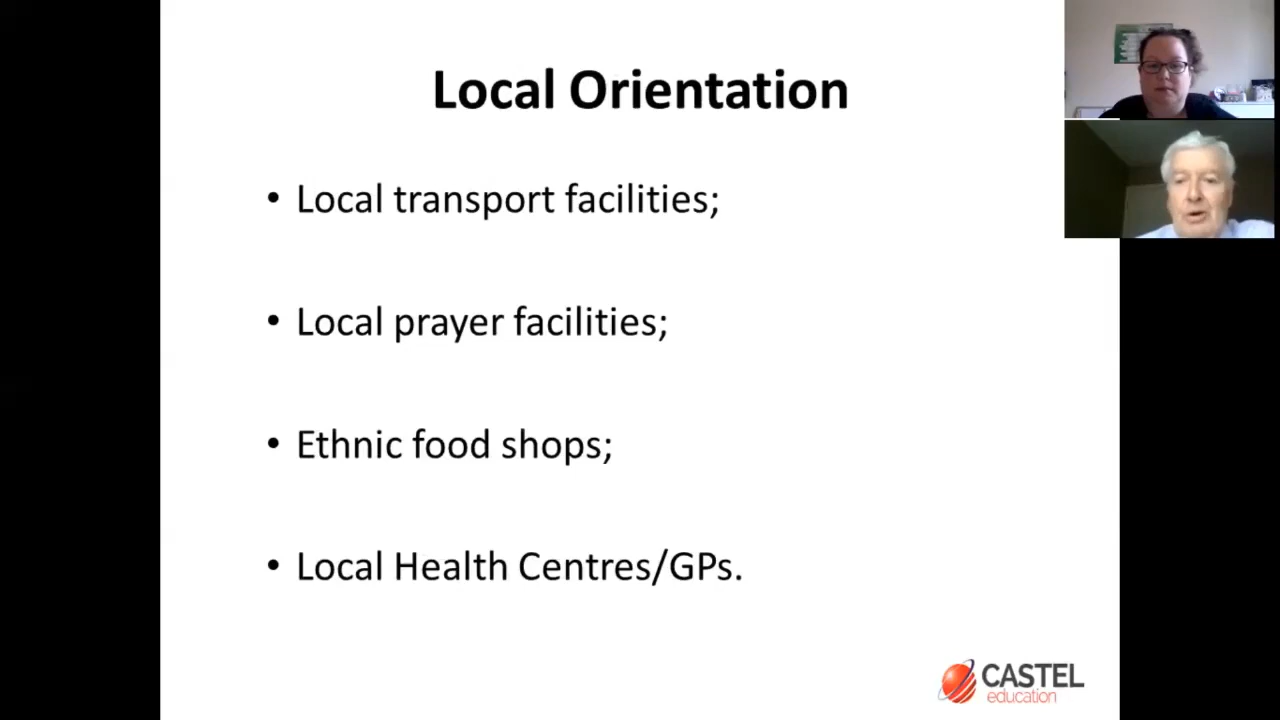 Local Orientation
• Local transport facilities;
• Local prayer facilities;
• Ethnic food shops;
• Local Health Centres/GPs.
CASTEL
education